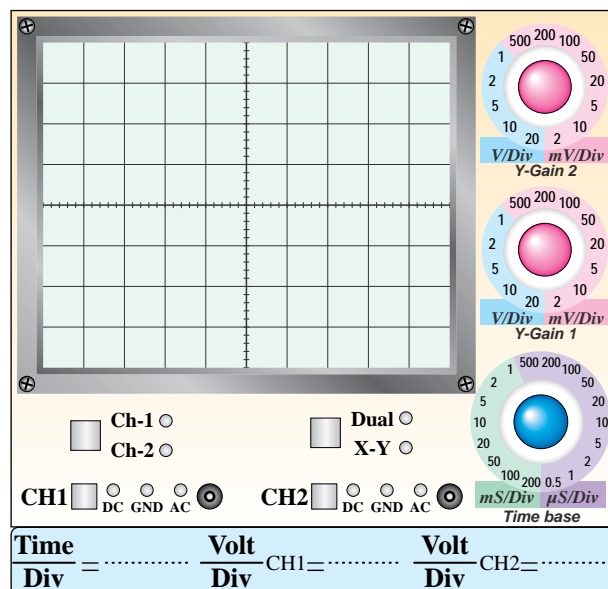 500 200 100
1 50
2 20
5 5
10 10
20 2
V/Div mV/Div
Y-Gain 2
500 200 100
1 50
2 20
5 5
10 10
20 2
V/Div mV/Div
Y-Gain 1
1 500 200 100
2 50
5 20
10 10
20 5
50 2
100 200 0.5 1
mS/Div µS/Div
Time base
Ch-1
Ch-2
Dual
X-Y
CH1 DC GND AC
CH2 DC GND AC
Time/Div = ............ Volt/Div CH1= ......... Volt/Div CH2= .........